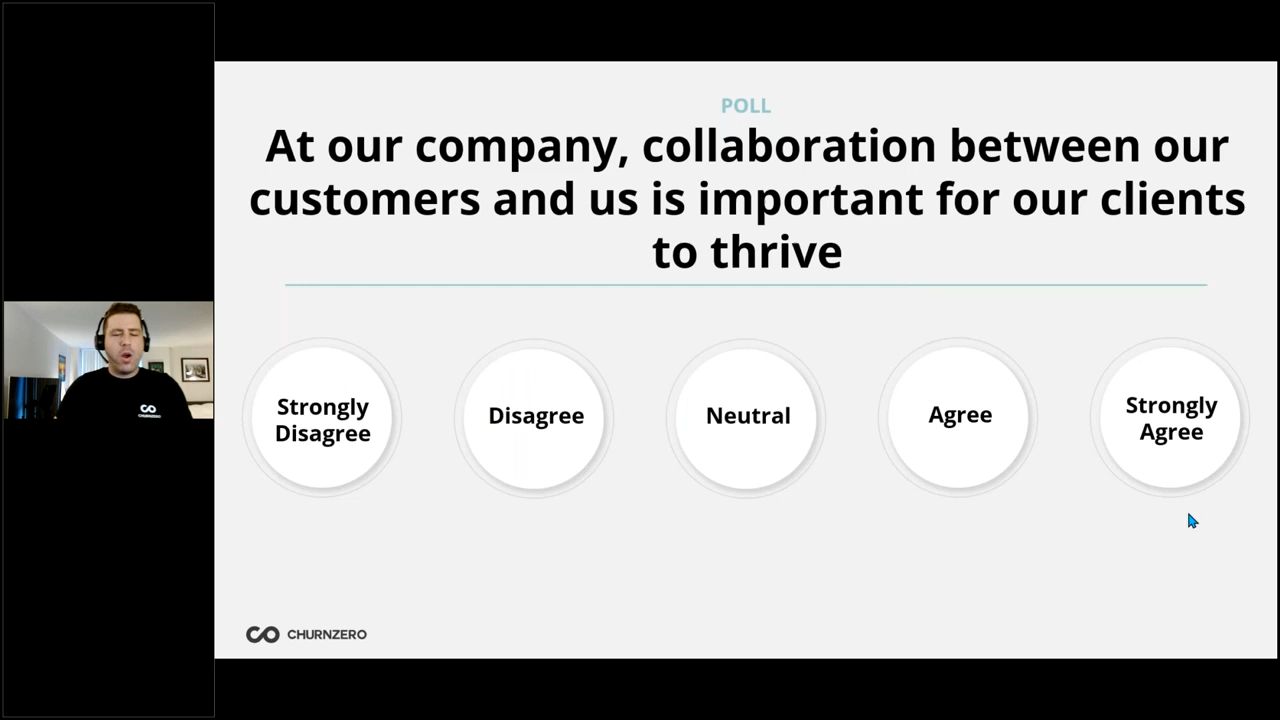 POLL
At our company, collaboration between our
customers and us is important for our clients
to thrive
Strongly
Disagree
Disagree
Neutral
Agree
Strongly
Agree
CHURNZERO
CHURNZERO